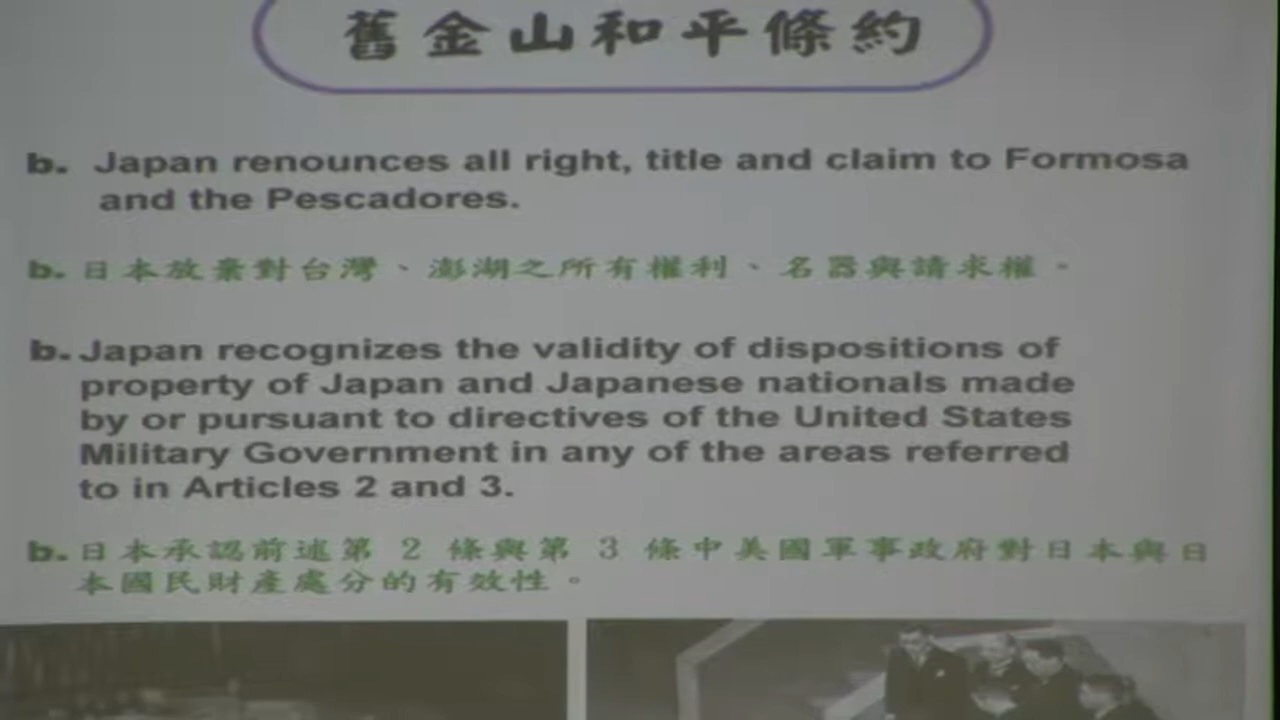 舊金山和平條約
b. Japan renounces all right, title and claim to Formosa
and the Pescadores.
b. 日本放棄對台灣、澎湖之所有權利、名器與請求權。
b. Japan recognizes the validity of dispositions of
property of Japan and Japanese nationals made
by or pursuant to directives of the United States
Military Government in any of the areas referred
to in Articles 2 and 3.
b. 日本承認前述第 2 條與第 3 條中美國軍事政府對日本與日
本國民財產處分的有效性。